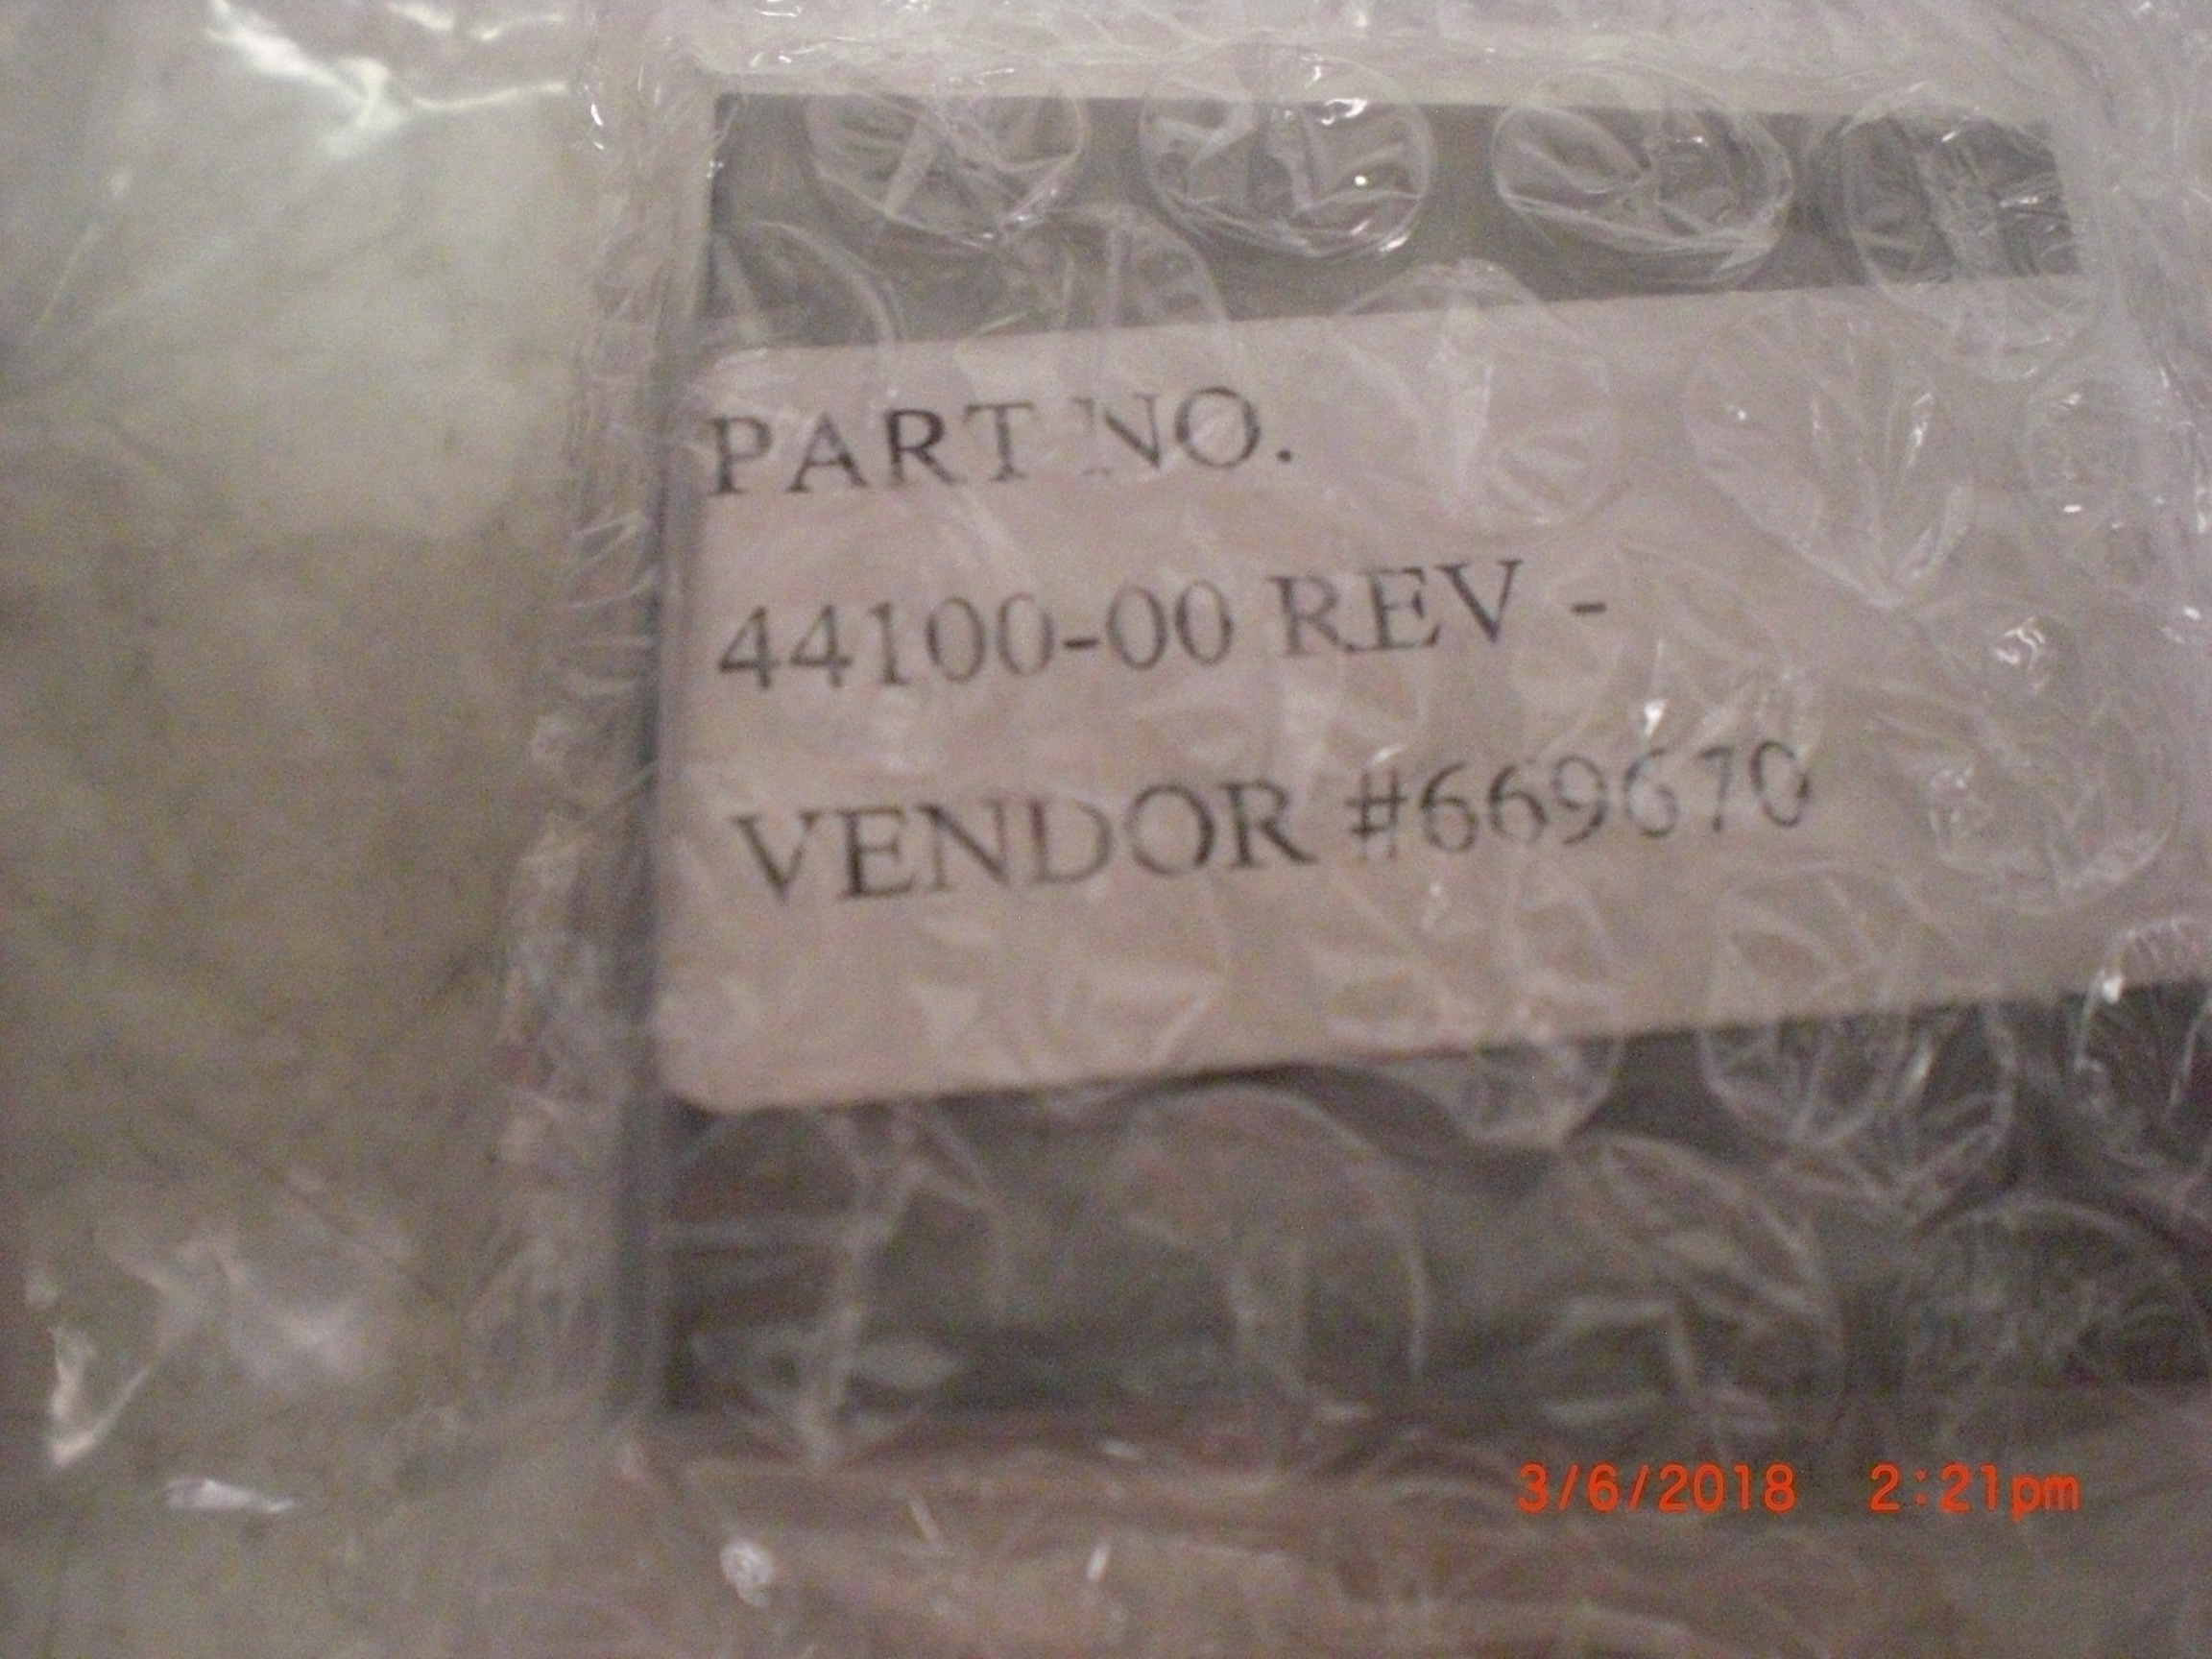 PART NO.
44100-00 REV -
VENDOR #669670
3/6/2018 2:21pm